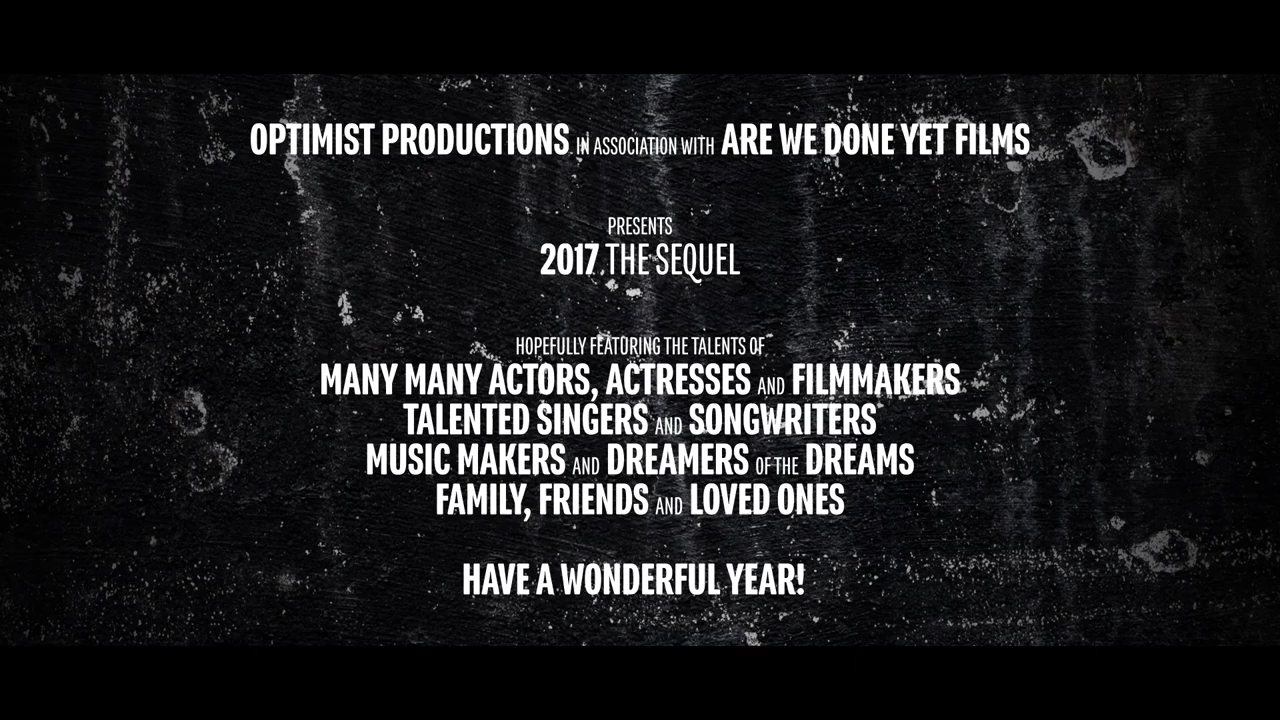 OPTIMIST PRODUCTIONS IN ASSOCIATION WITH ARE WE DONE YET FILMS
PRESENTS
2017 THE SEQUEL
HOPEFULLY FEATURING THE TALENTS OF
MANY MANY ACTORS, ACTRESSES AND FILMMAKERS
TALENTED SINGERS AND SONGWRITERS
MUSIC MAKERS AND DREAMERS OF THE DREAMS
FAMILY, FRIENDS AND LOVED ONES
HAVE A WONDERFUL YEAR!